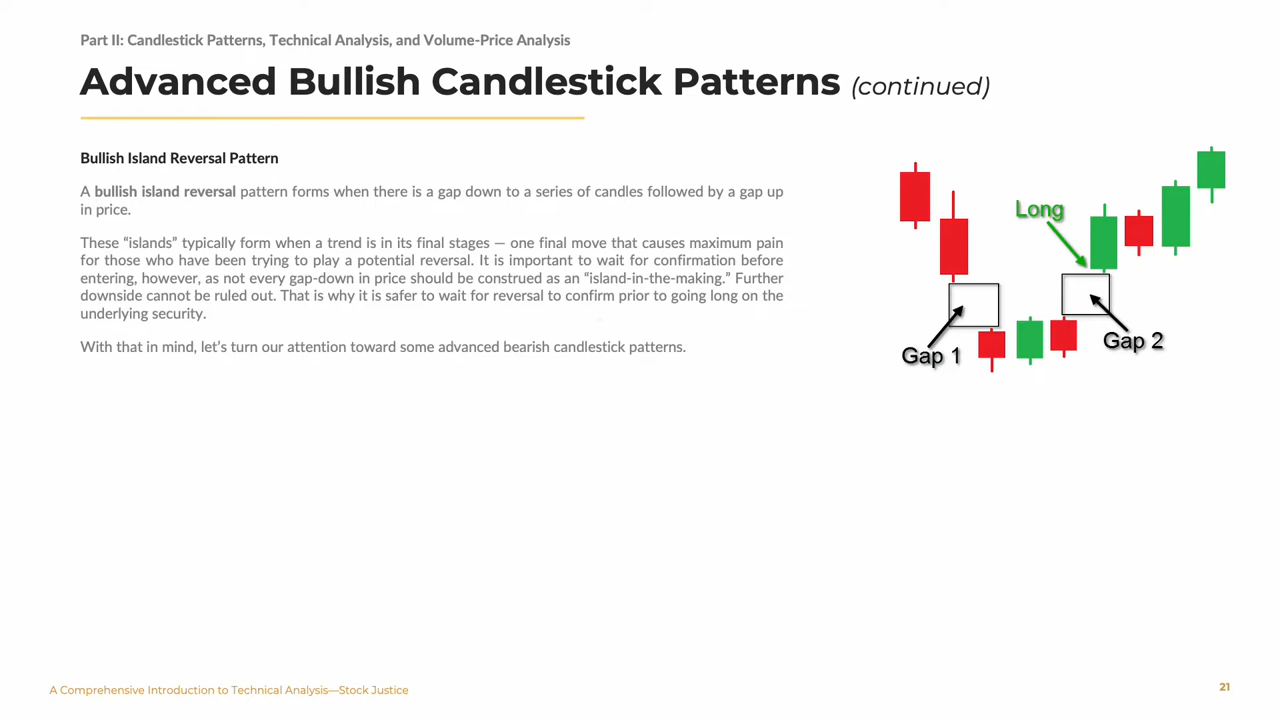 Part II: Candlestick Patterns, Technical Analysis, and Volume-Price Analysis
Advanced Bullish Candlestick Patterns (continued)
Bullish Island Reversal Pattern
A bullish island reversal pattern forms when there is a gap down to a series of candles followed by a gap up
in price.
These “islands” typically form when a trend is in its final stages — one final move that causes maximum pain
for those who have been trying to play a potential reversal. It is important to wait for confirmation before
entering, however, as not every gap-down in price should be construed as an “island-in-the-making.” Further
downside cannot be ruled out. That is why it is safer to wait for reversal to confirm prior to going long on the
underlying security.
With that in mind, let’s turn our attention toward some advanced bearish candlestick patterns.
Long
Gap 1
Gap 2
A Comprehensive Introduction to Technical Analysis—Stock Justice
21